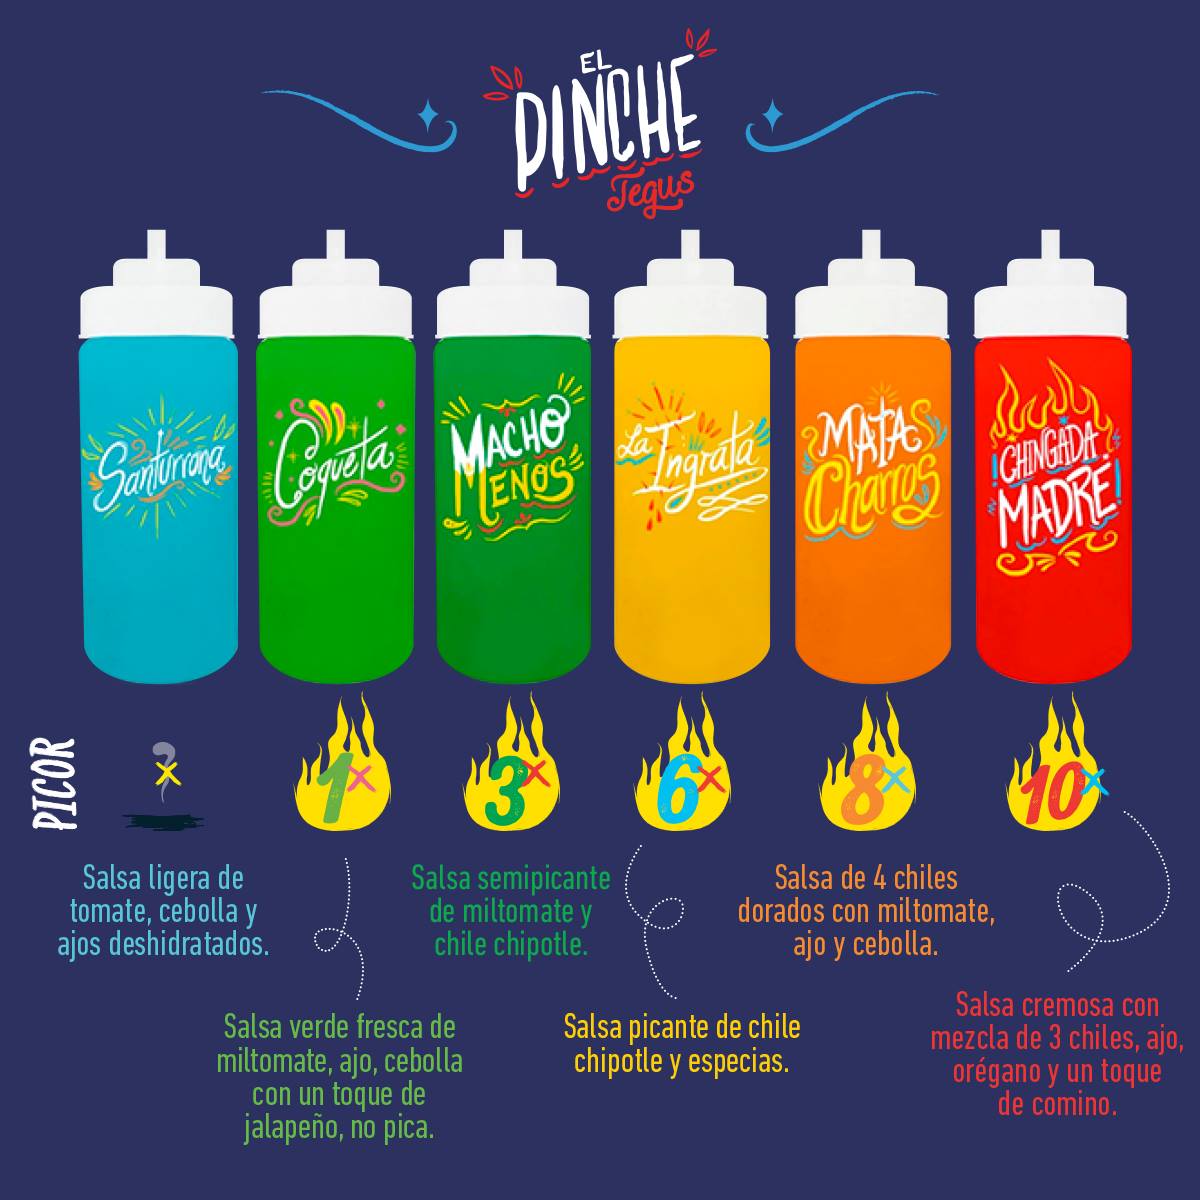 EL
PINCHE
Tegus
Santurrona
Coqueta
MACHO
MENOS
La
Ingrata
MATA
Charros
¡CHINGADA
MADRE!
PICOR
x
1x
3x
6x
8x
10x
Salsa ligera de
tomate, cebolla y
ajos deshidratados.
Salsa verde fresca de
miltomate, ajo, cebolla
con un toque de
jalapeño, no pica.
Salsa semipicante
de miltomate y
chile chipotle.
Salsa picante de chile
chipotle y especias.
Salsa de 4 chiles
dorados con miltomate,
ajo y cebolla.
Salsa cremosa con
mezcla de 3 chiles, ajo,
orégano y un toque
de comino.